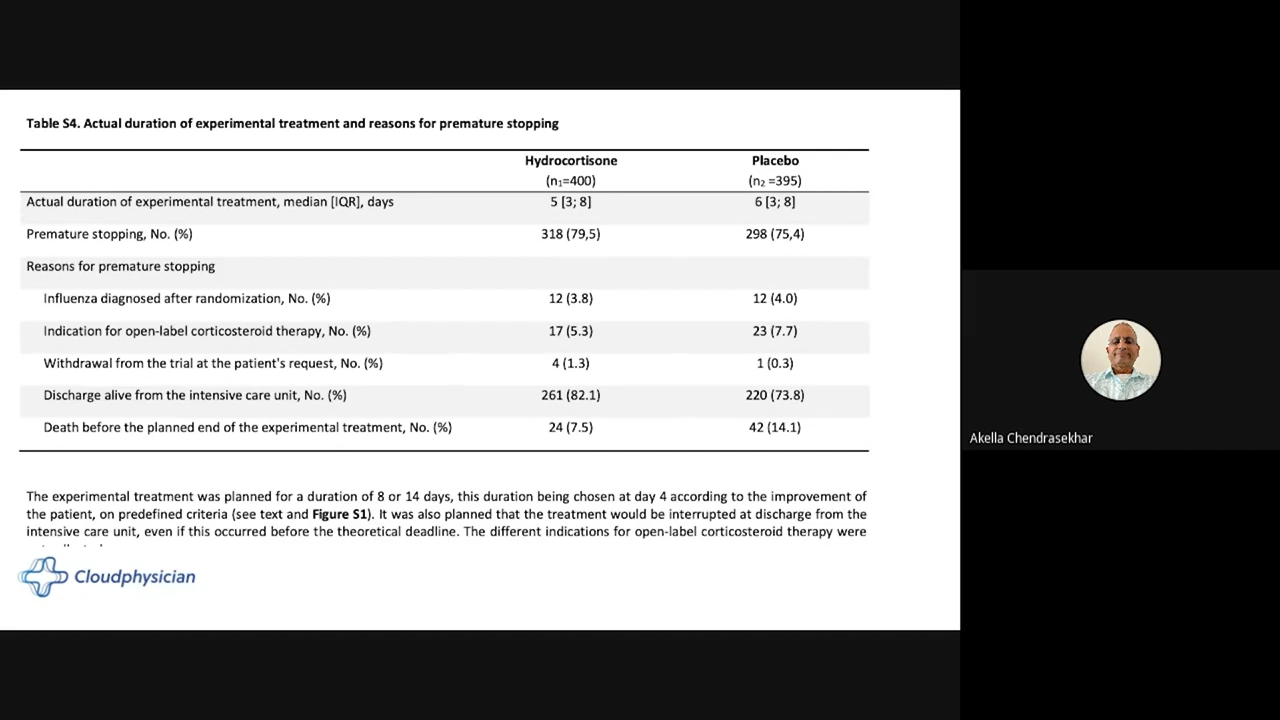 Table S4. Actual duration of experimental treatment and reasons for premature stopping
Hydrocortisone Placebo
(n₁=400) (n₂ =395)
Actual duration of experimental treatment, median [IQR], days 5 [3; 8] 6 [3; 8]
Premature stopping, No. (%) 318 (79,5) 298 (75,4)
Reasons for premature stopping
Influenza diagnosed after randomization, No. (%) 12 (3.8) 12 (4.0)
Indication for open-label corticosteroid therapy, No. (%) 17 (5.3) 23 (7.7)
Withdrawal from the trial at the patient's request, No. (%) 4 (1.3) 1 (0.3)
Discharge alive from the intensive care unit, No. (%) 261 (82.1) 220 (73.8)
Death before the planned end of the experimental treatment, No. (%) 24 (7.5) 42 (14.1)
The experimental treatment was planned for a duration of 8 or 14 days, this duration being chosen at day 4 according to the improvement of
the patient, on predefined criteria (see text and Figure S1). It was also planned that the treatment would be interrupted at discharge from the
intensive care unit, even if this occurred before the theoretical deadline. The different indications for open-label corticosteroid therapy were
Cloudphysician
Akella Chendrasekhar